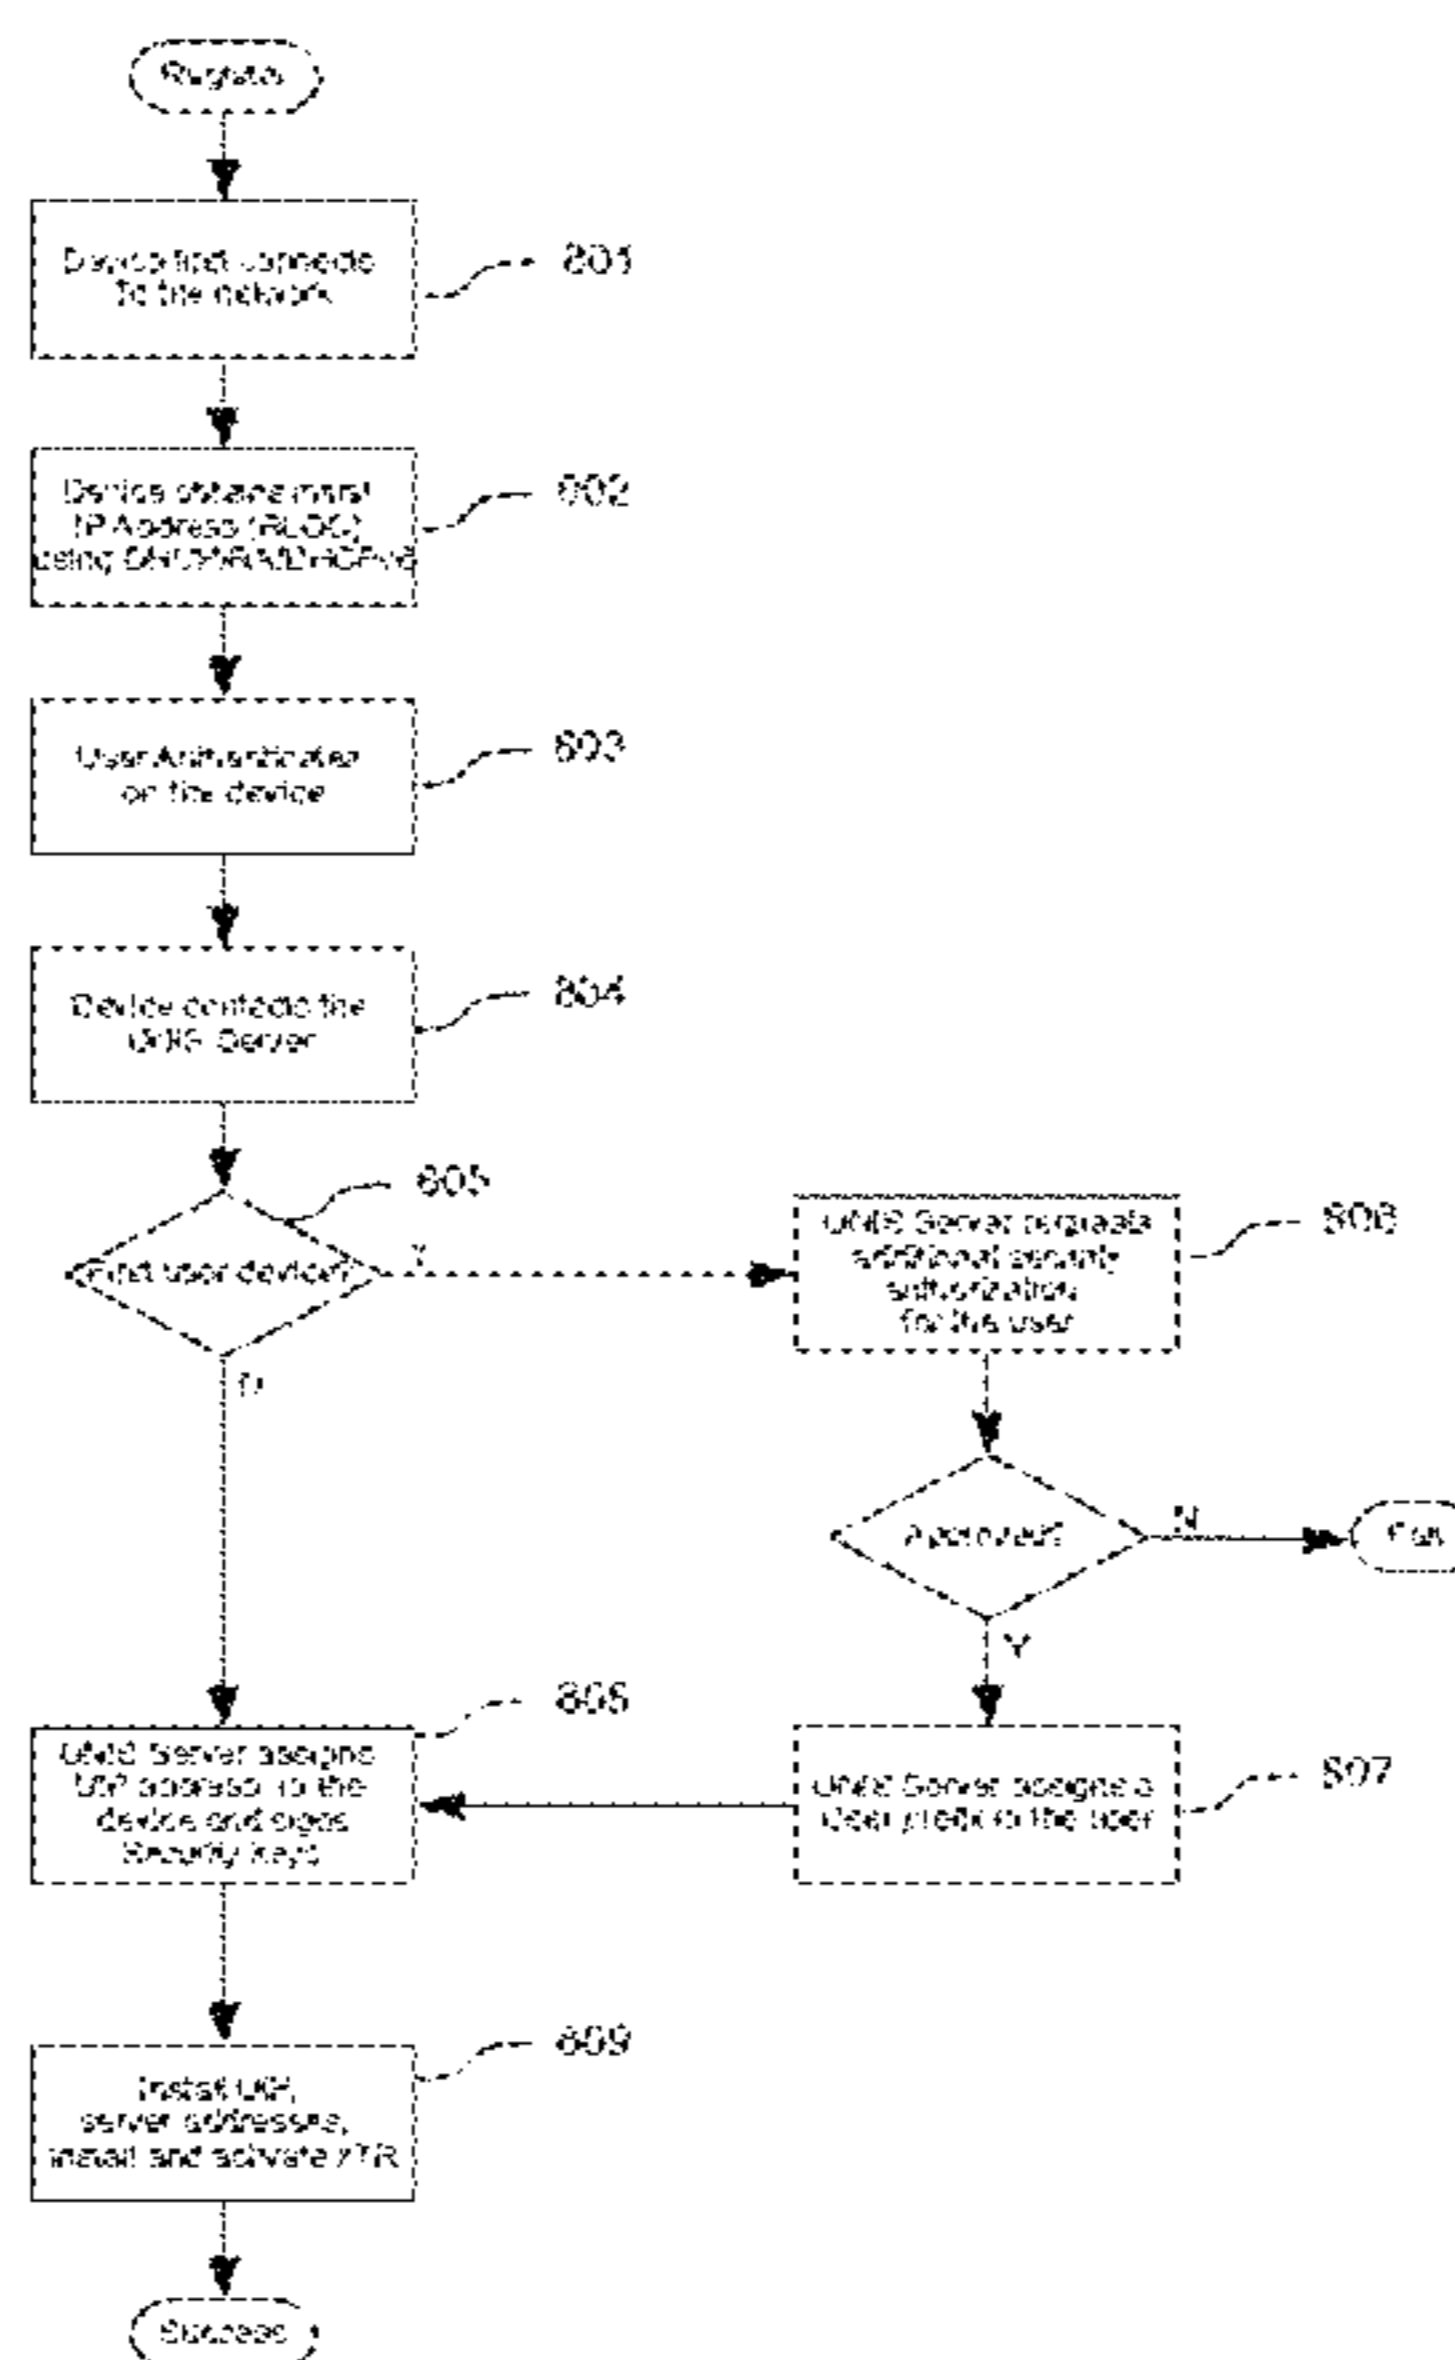 Register
Device first connects
To the network
801
Device obtains
IP Address (RLOC)
using
802
User Authenticates
on the device
803
Device contacts the
Server
804
805
user device?
Y
N
Server requests
additional security
authorization
for the user
806
Approved?
N
Fail
Y
Server assigns a
User prefix to the user
807
Server assigns
address to the
device and signs
Security keys
808
Install
server addresses,
install and activate xTR
809
Success